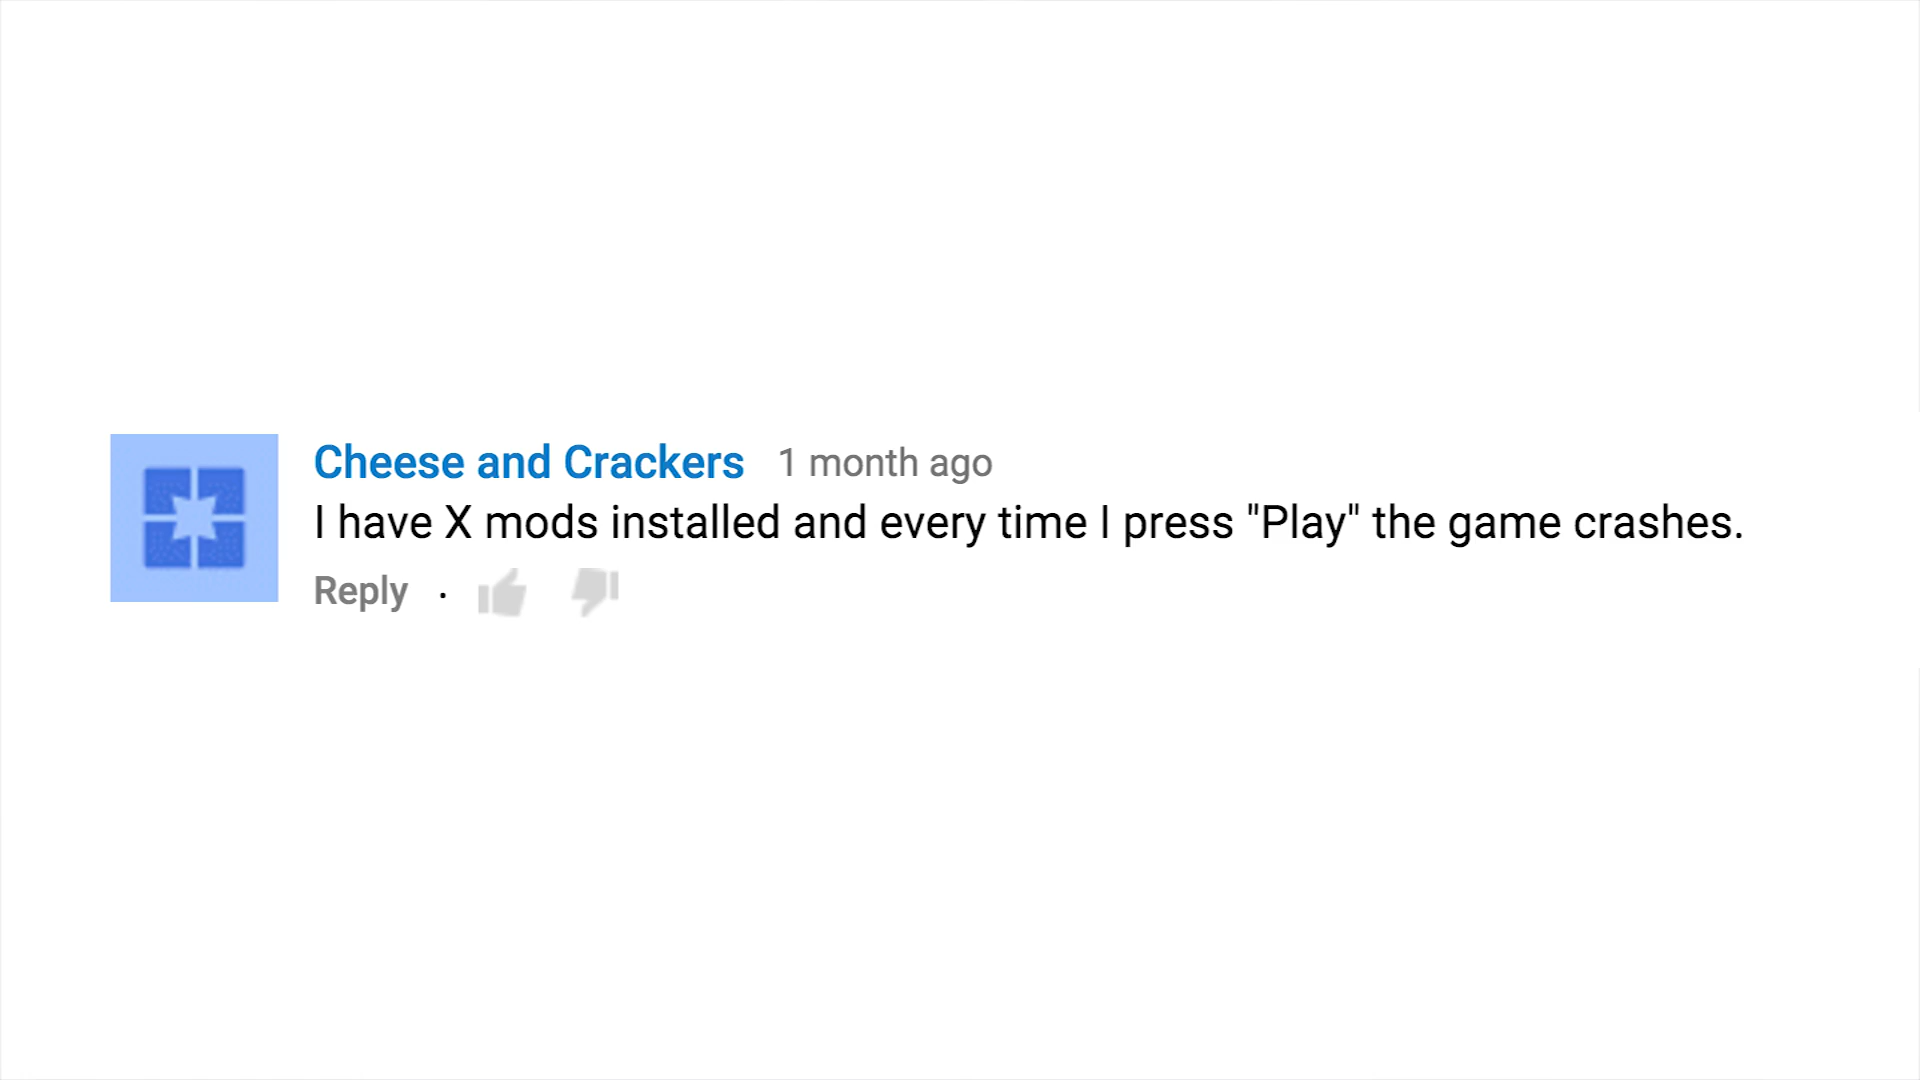 Cheese and Crackers 1 month ago
I have X mods installed and every time I press "Play" the game crashes.
Reply ·